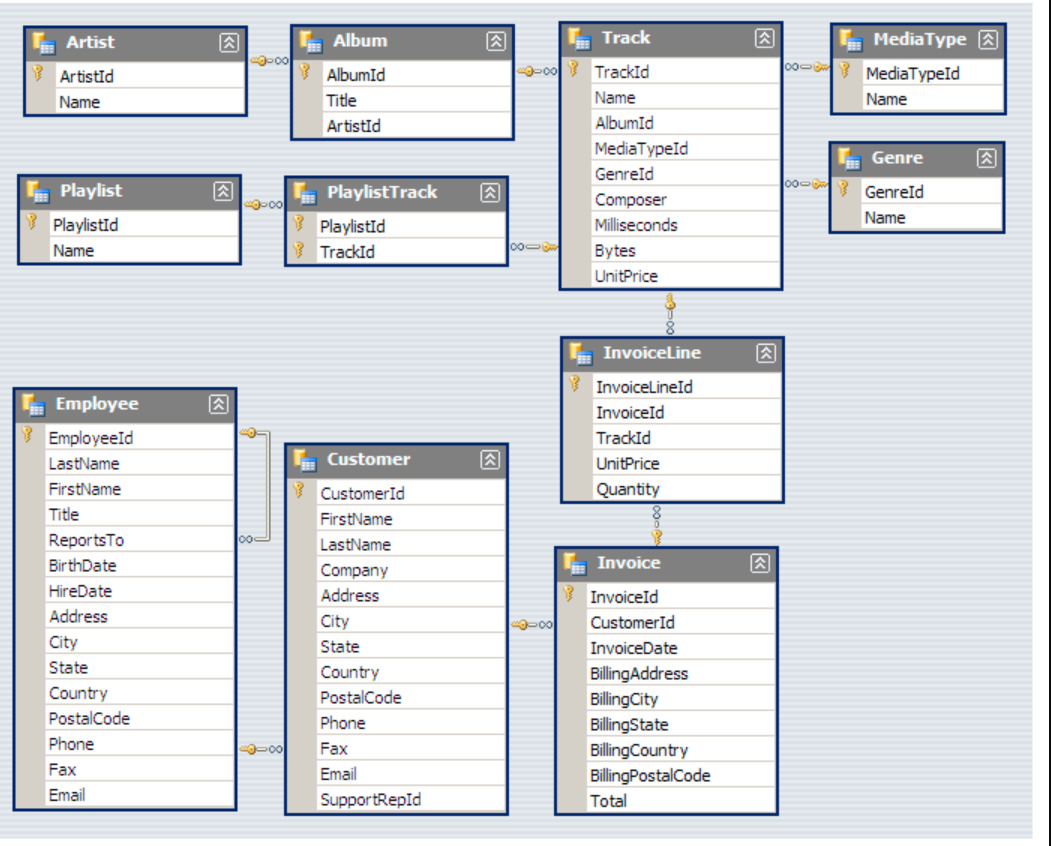 Artist
ArtistId
Name
Album
AlbumId
Title
ArtistId
Track
TrackId
Name
AlbumId
MediaTypeId
GenreId
Composer
Milliseconds
Bytes
UnitPrice
MediaType
MediaTypeId
Name
Genre
GenreId
Name
Playlist
PlaylistId
Name
PlaylistTrack
PlaylistId
TrackId
InvoiceLine
InvoiceLineId
InvoiceId
TrackId
UnitPrice
Quantity
Employee
EmployeeId
LastName
FirstName
Title
ReportsTo
BirthDate
HireDate
Address
City
State
Country
PostalCode
Phone
Fax
Email
Customer
CustomerId
FirstName
LastName
Company
Address
City
State
Country
PostalCode
Phone
Fax
Email
SupportRepId
Invoice
InvoiceId
CustomerId
InvoiceDate
BillingAddress
BillingCity
BillingState
BillingCountry
BillingPostalCode
Total